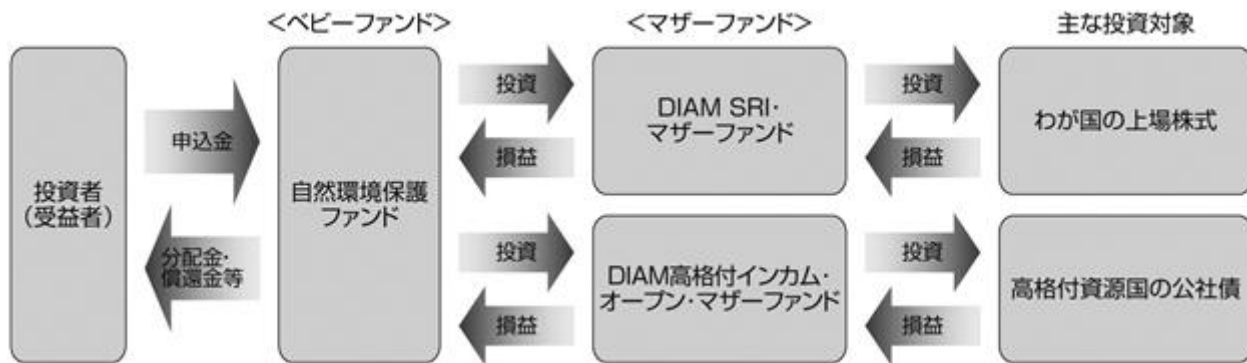 <ベビーファンド>
<マザーファンド>
主な投資対象
投資者
(受益者)
申込金
分配金・
償還金等
自然環境保護
ファンド
投資
損益
DIAM SRI・
マザーファンド
投資
損益
わが国の上場株式
投資
損益
DIAM高格付インカム・
オープン・マザーファンド
投資
損益
高格付資源国の公社債